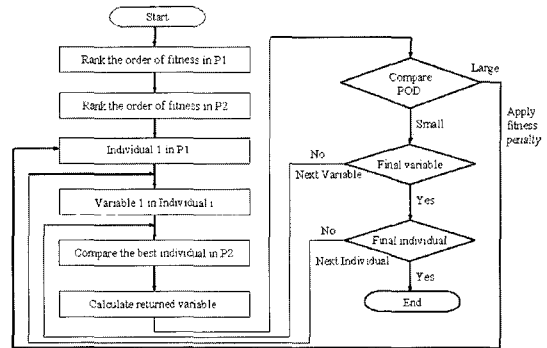 Start
Rank the order of fitness in P1
Rank the order of fitness in P2
Individual 1 in P1
Variable 1 in Individual i
Compare the best individual in P2
Calculate returned variable
Compare
POD
Large
Apply
fitness
penalty
Small
No
Final variable
Next Variable
Yes
No
Final individual
Next Individual
Yes
End